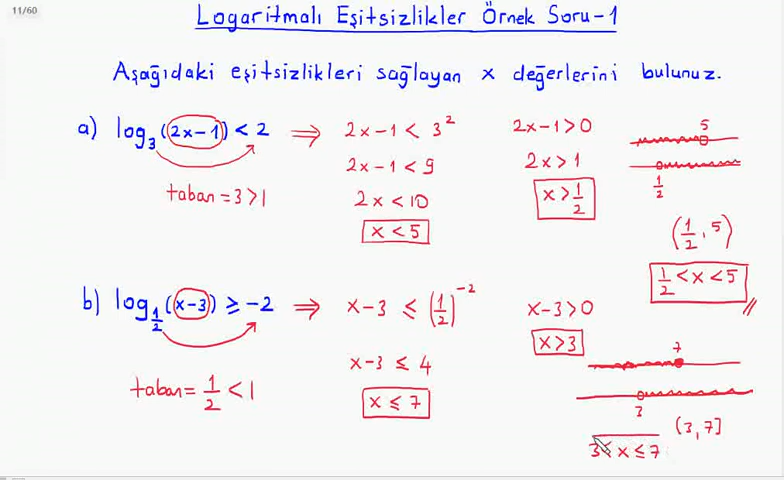 11/60
Logaritmalı Eşitsizlikler Örnek Soru-1
Aşağıdaki eşitsizlikleri sağlayan x değerlerini bulunuz.
a) log₃(2x-1) < 2 ⇒ 2x-1 < 3² 2x-1 > 0 5
2x-1 < 9 2x > 1
taban = 3 > 1 2x < 10 x > 1/2 1/2
x < 5 (1/2, 5)
1/2 < x < 5 //
b) log_1/2(x-3) ≥ -2 ⇒ x-3 ≤ (1/2)⁻² x-3 > 0
x > 3 7
x-3 ≤ 4
taban = 1/2 < 1 x ≤ 7 3
(3, 7]
3 < x ≤ 7